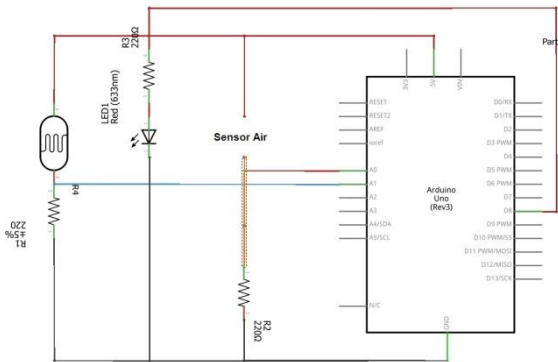 R3
220Ω
LED1
Red (633nm)
Sensor Air
R4
R1
220
±5%
R2
220Ω
Part
3V3
5V
VIN
RESET
RESET2
AREF
ioref
A0
A1
A2
A3
A4/SDA
A5/SCL
N/C
Arduino
Uno
(Rev3)
D0/RX
D1/TX
D2
D3 PWM
D4
D5 PWM
D6 PWM
D7
D8
D9 PWM
D10 PWM/SS
D11 PWM/MOSI
D12/MISO
D13/SCK
GND